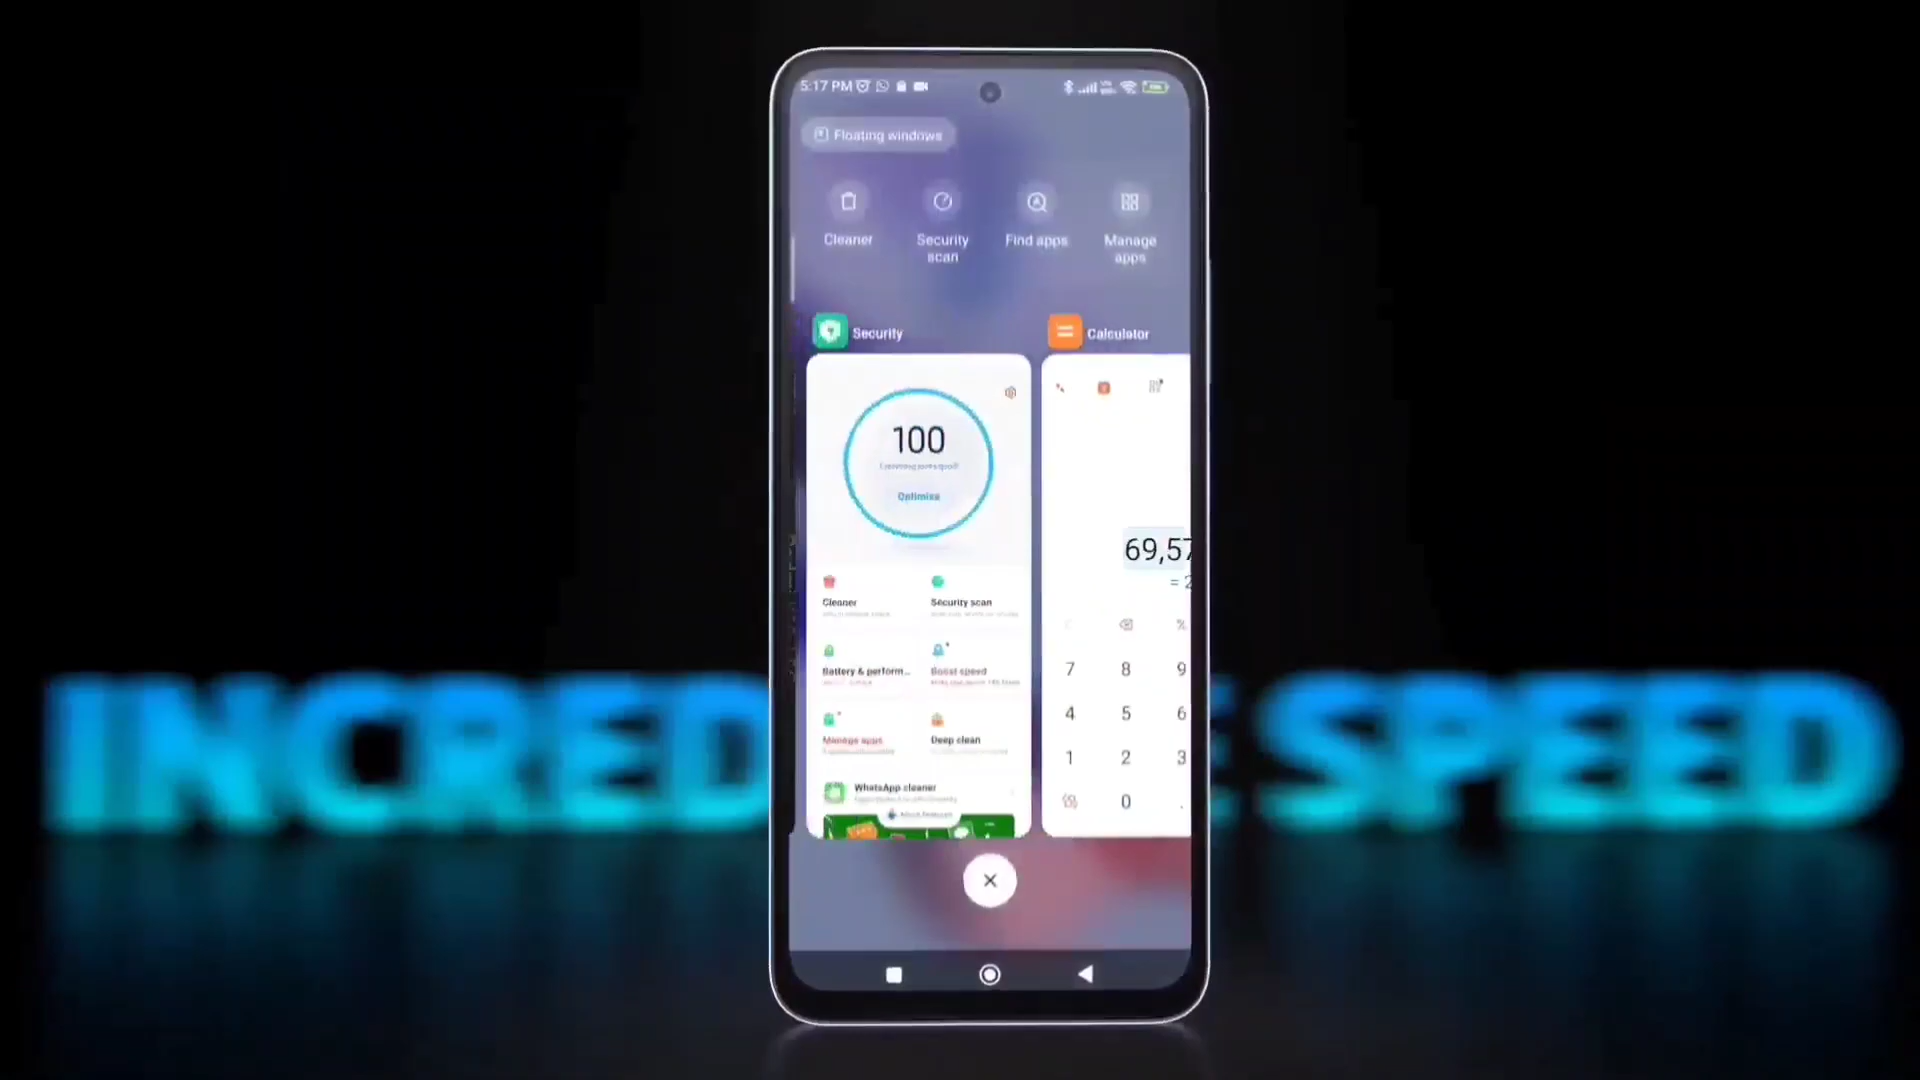 5:17 PM
Floating windows
Cleaner
Security scan
Find apps
Manage apps
Security
Calculator
100
Optimise
69,57
= 2
Cleaner
Security scan
Battery & perform...
Boost speed
Manage apps
Deep clean
WhatsApp cleaner
%
7 8 9
4 5 6
1 2 3
0 .
INCRED E SPEED